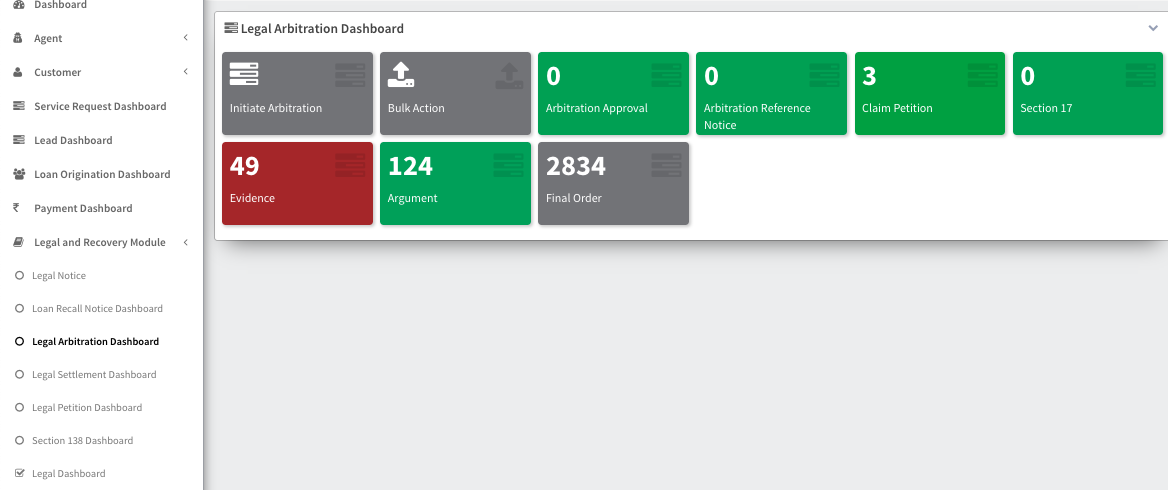 Dashboard
Agent
Customer
Service Request Dashboard
Lead Dashboard
Loan Origination Dashboard
₹ Payment Dashboard
Legal and Recovery Module
Legal Notice
Loan Recall Notice Dashboard
Legal Arbitration Dashboard
Legal Settlement Dashboard
Legal Petition Dashboard
Section 138 Dashboard
Legal Dashboard
Legal Arbitration Dashboard
Initiate Arbitration
Bulk Action
0
Arbitration Approval
0
Arbitration Reference
Notice
3
Claim Petition
0
Section 17
49
Evidence
124
Argument
2834
Final Order